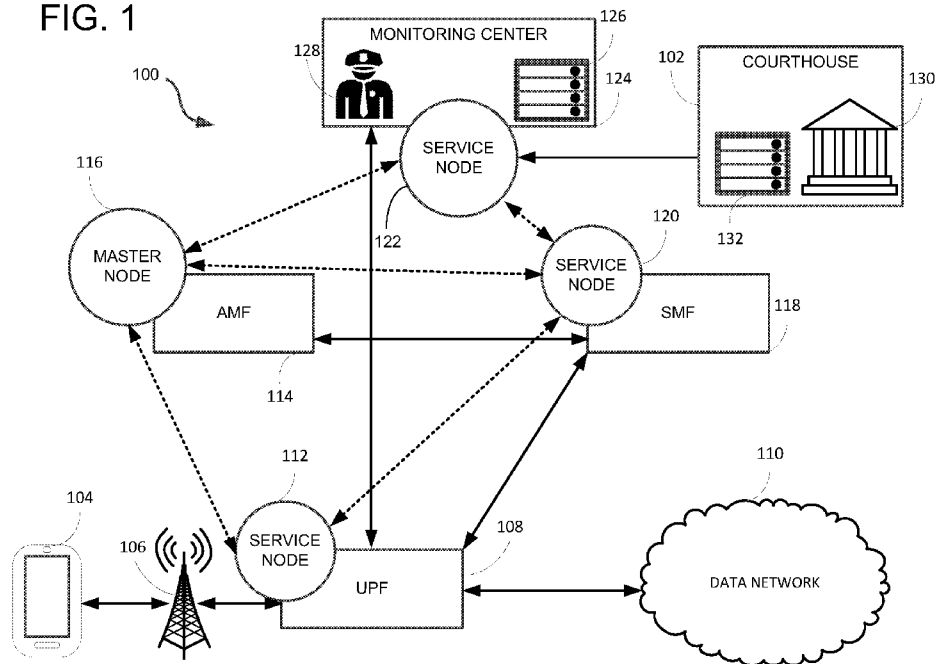 FIG. 1
MONITORING CENTER
126
128
124
100
102
COURTHOUSE
130
132
SERVICE
NODE
122
116
MASTER
NODE
120
SERVICE
NODE
AMF
114
SMF
118
112
SERVICE
NODE
108
UPF
110
DATA NETWORK
104
106